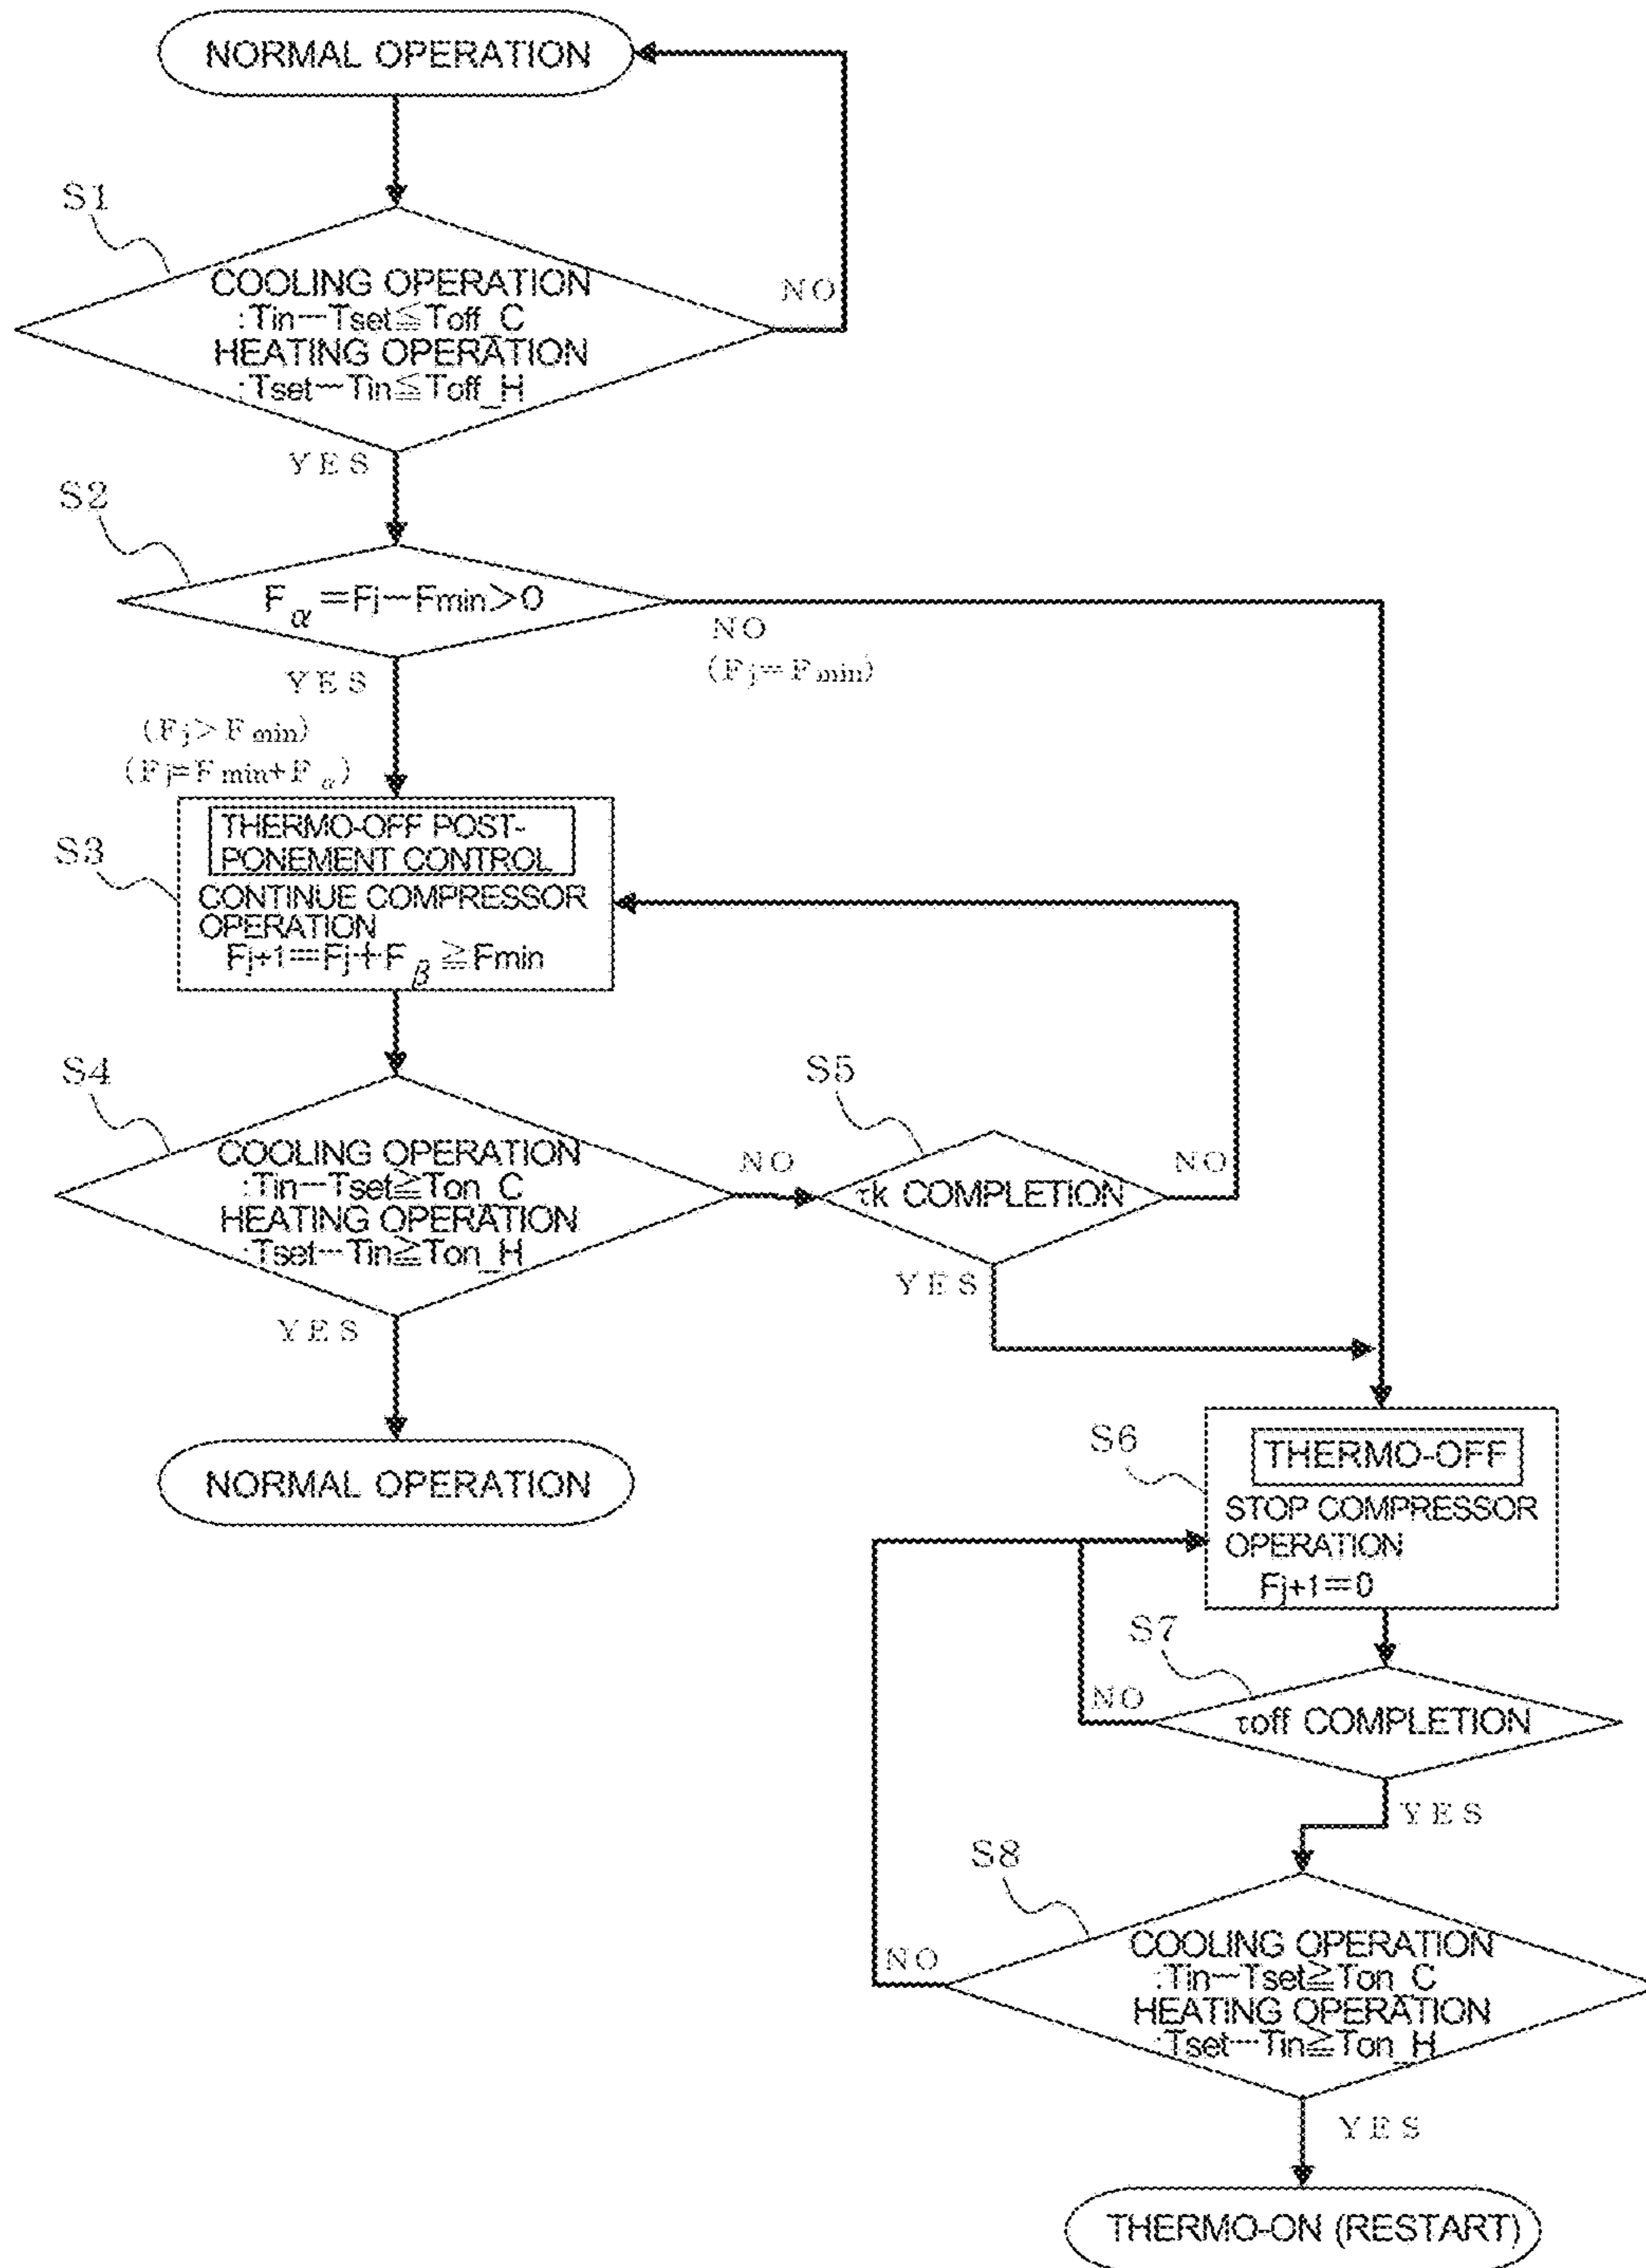 NORMAL OPERATION
S1
COOLING OPERATION
:Tin−Tset≦Toff_C
HEATING OPERATION
:Tset−Tin≦Toff_H
NO
YES
S2
Fα=Fj−Fmin>0
NO
(Fj=Fmin)
YES
(Fj>Fmin)
(Fj=Fmin+Fα)
S3
THERMO-OFF POST-
PONEMENT CONTROL
CONTINUE COMPRESSOR
OPERATION
Fj+1=Fj+Fβ≧Fmin
S4
COOLING OPERATION
:Tin−Tset≧Ton_C
HEATING OPERATION
:Tset−Tin≧Ton_H
NO
YES
S5
τk COMPLETION
NO
YES
NORMAL OPERATION
S6
THERMO-OFF
STOP COMPRESSOR
OPERATION
Fj+1=0
S7
τoff COMPLETION
NO
YES
S8
COOLING OPERATION
:Tin−Tset≧Ton_C
HEATING OPERATION
:Tset−Tin≧Ton_H
NO
YES
THERMO-ON (RESTART)